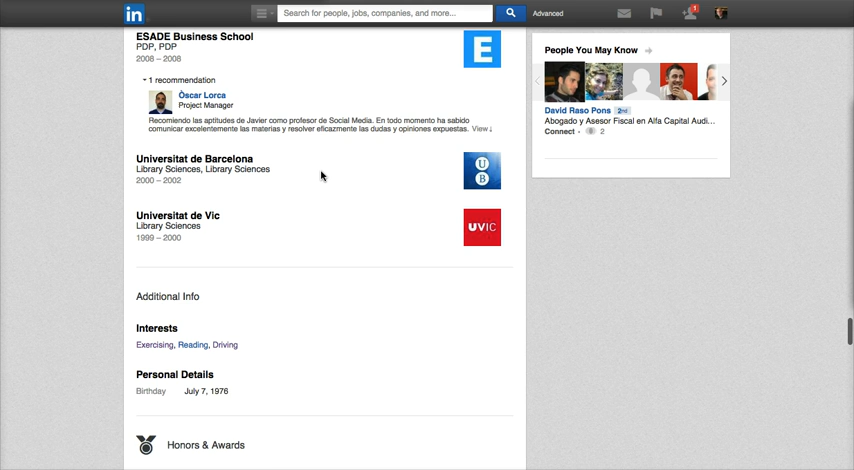 in
Search for people, jobs, companies, and more...
Advanced
1
ESADE Business School
PDP, PDP
2008 – 2008
1 recommendation
Òscar Lorca
Project Manager
Recomiendo las aptitudes de Javier como profesor de Social Media. En todo momento ha sabido
comunicar excelentemente las materias y resolver eficazmente las dudas y opiniones expuestas. View↓
E
Universitat de Barcelona
Library Sciences, Library Sciences
2000 – 2002
U
B
Universitat de Vic
Library Sciences
1999 – 2000
UVIC
Additional Info
Interests
Exercising, Reading, Driving
Personal Details
Birthday July 7, 1976
Honors & Awards
People You May Know
David Raso Pons 2nd
Abogado y Asesor Fiscal en Alfa Capital Audi...
Connect • 2